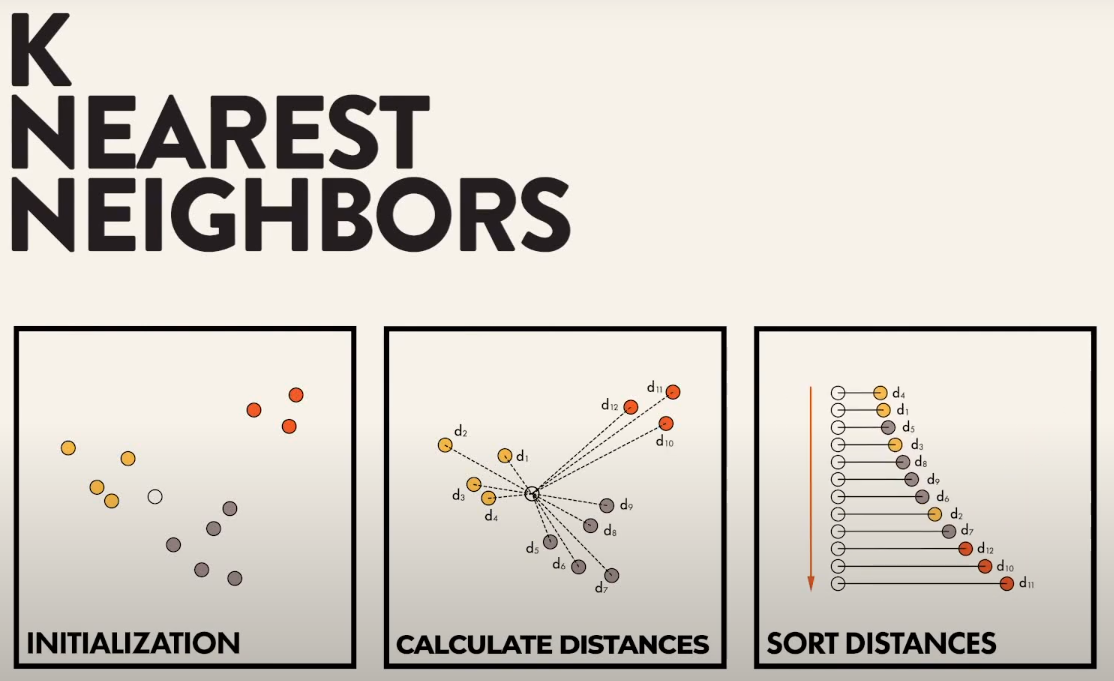 K
NEAREST
NEIGHBORS
INITIALIZATION
d2
d1
d3
d4
d5
d6
d7
d8
d9
d12
d11
d10
CALCULATE DISTANCES
d4
d1
d5
d3
d8
d9
d6
d2
d7
d12
d10
d11
SORT DISTANCES